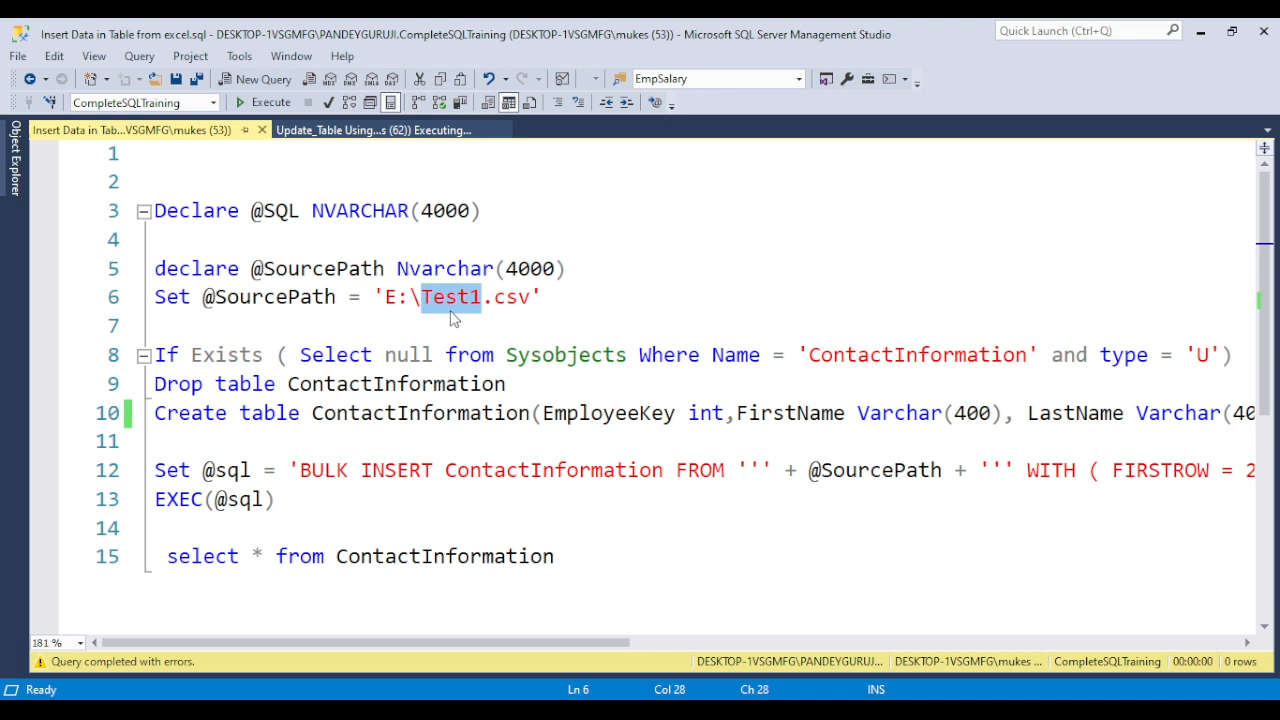 Insert Data in Table from excel.sql - DESKTOP-1VSGMFG\PANDEYGURUJI.CompleteSQLTraining (DESKTOP-1VSGMFG\mukes (53)) - Microsoft SQL Server Management Studio
Quick Launch (Ctrl+Q)
File Edit View Query Project Tools Window Help
New Query EmpSalary
CompleteSQLTraining Execute
Object Explorer
Insert Data in Tab...VSGMFG\mukes (53)) Update_Table Using...s (62)) Executing...
1
2
3 Declare @SQL NVARCHAR(4000)
4
5 declare @SourcePath Nvarchar(4000)
6 Set @SourcePath = 'E:\Test1.csv'
7
8 If Exists ( Select null from Sysobjects Where Name = 'ContactInformation' and type = 'U')
9 Drop table ContactInformation
10 Create table ContactInformation(EmployeeKey int,FirstName Varchar(400), LastName Varchar(40
11
12 Set @sql = 'BULK INSERT ContactInformation FROM ''' + @SourcePath + ''' WITH ( FIRSTROW = 2
13 EXEC(@sql)
14
15 select * from ContactInformation
181 %
Query completed with errors. DESKTOP-1VSGMFG\PANDEYGURUJ... DESKTOP-1VSGMFG\mukes ... CompleteSQLTraining 00:00:00 0 rows
Ready Ln 6 Col 28 Ch 28 INS